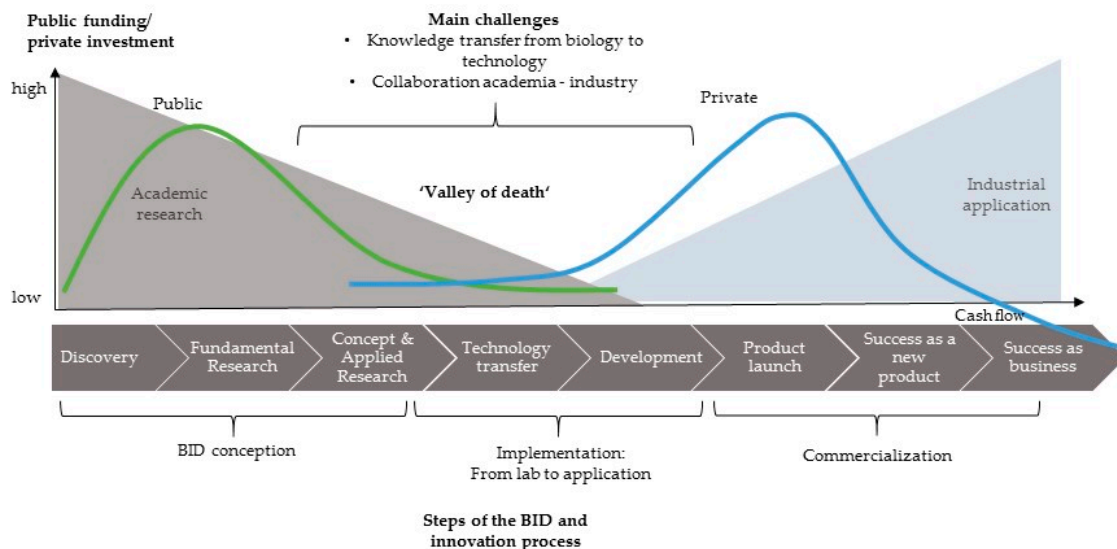 Public funding/
private investment
Main challenges
• Knowledge transfer from biology to
technology
• Collaboration academia - industry
high
Public
Private
Academic
research
'Valley of death'
Industrial
application
low
Cash flow
Discovery
Fundamental
Research
Concept &
Applied
Research
Technology
transfer
Development
Product
launch
Success as a
new
product
Success as
business
BID conception
Implementation:
From lab to application
Commercialization
Steps of the BID and
innovation process